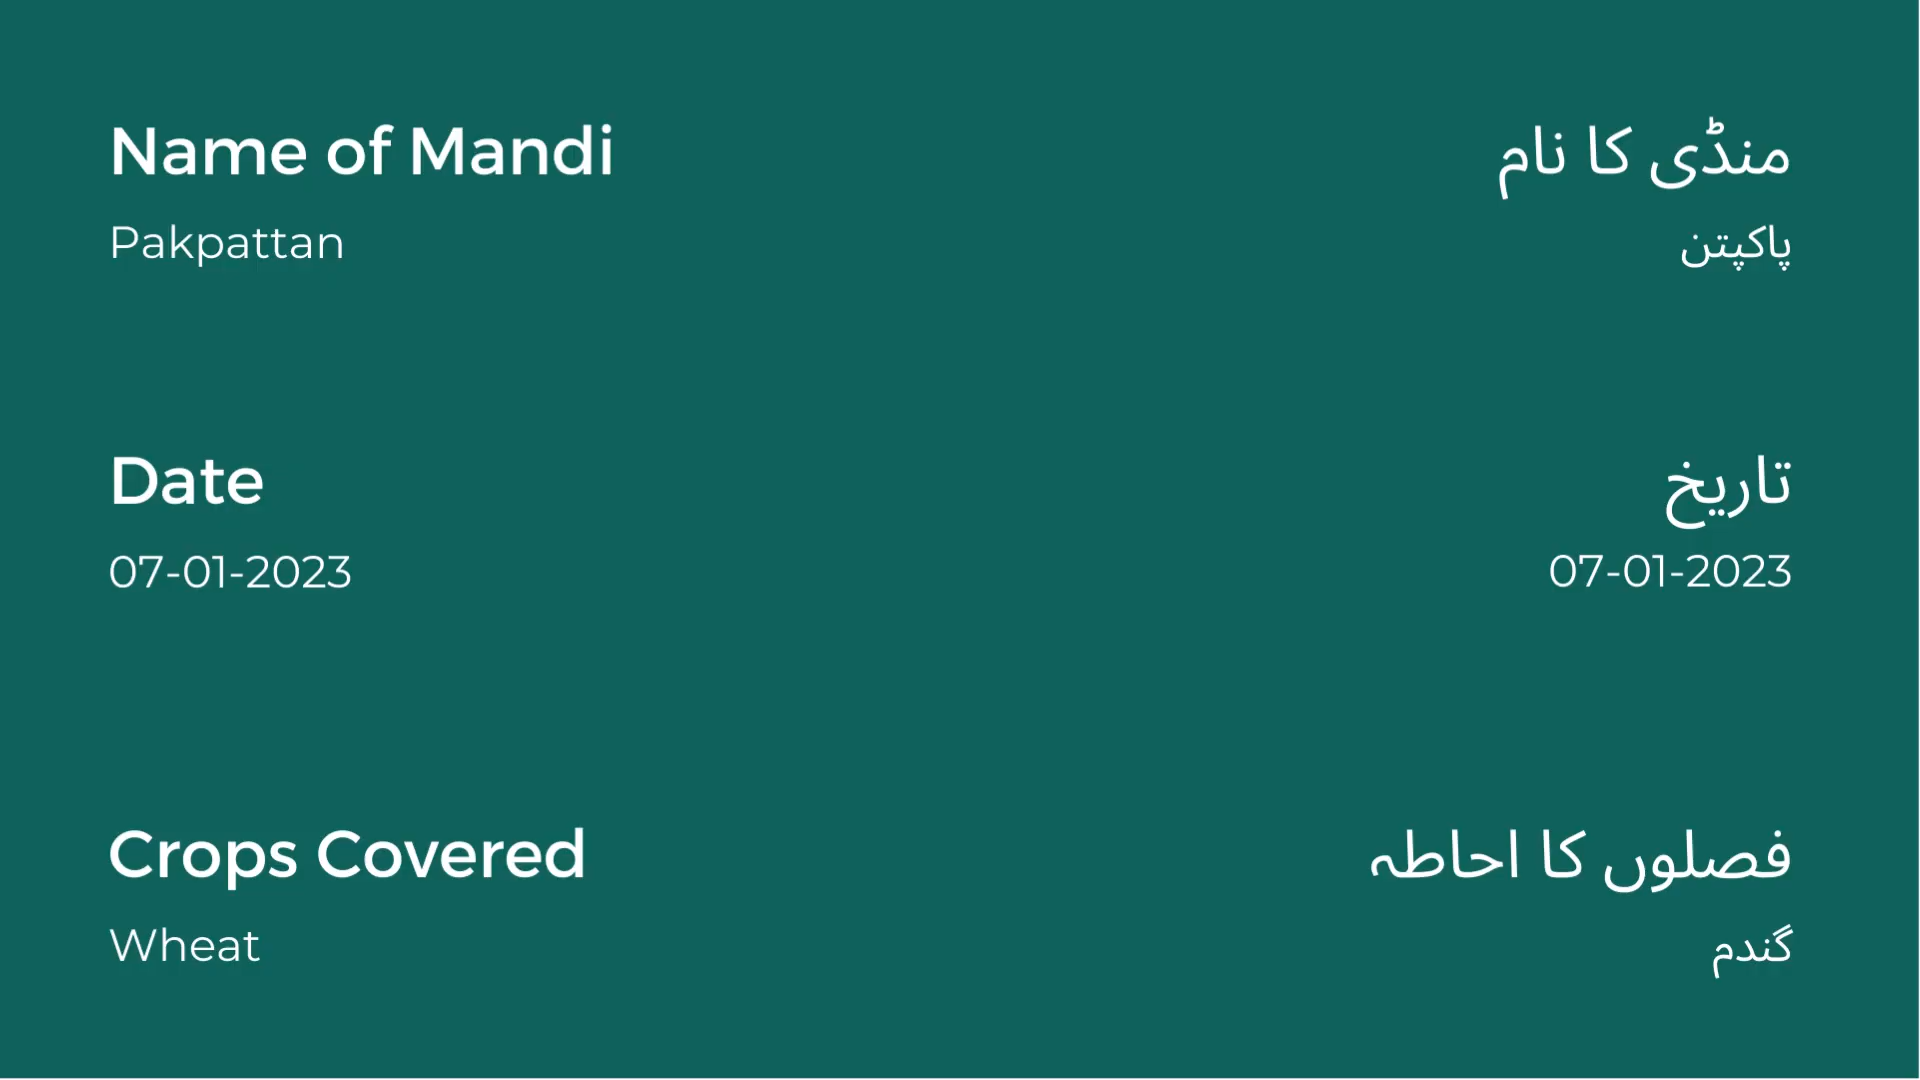 Name of Mandi
منڈی کا نام
Pakpattan
پاکپتن
Date
تاریخ
07-01-2023
07-01-2023
Crops Covered
فصلوں کا احاطہ
Wheat
گندم